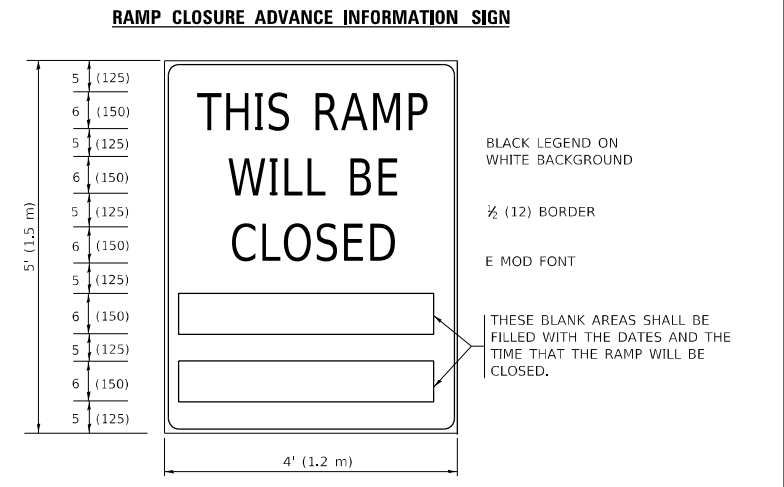 RAMP CLOSURE ADVANCE INFORMATION SIGN
5 (125)
6 (150)
5 (125)
6 (150)
5 (125)
6 (150)
5 (125)
6 (150)
5 (125)
6 (150)
5 (125)
5' (1.5 m)
THIS RAMP
WILL BE
CLOSED
4' (1.2 m)
BLACK LEGEND ON
WHITE BACKGROUND
½ (12) BORDER
E MOD FONT
THESE BLANK AREAS SHALL BE
FILLED WITH THE DATES AND THE
TIME THAT THE RAMP WILL BE
CLOSED.